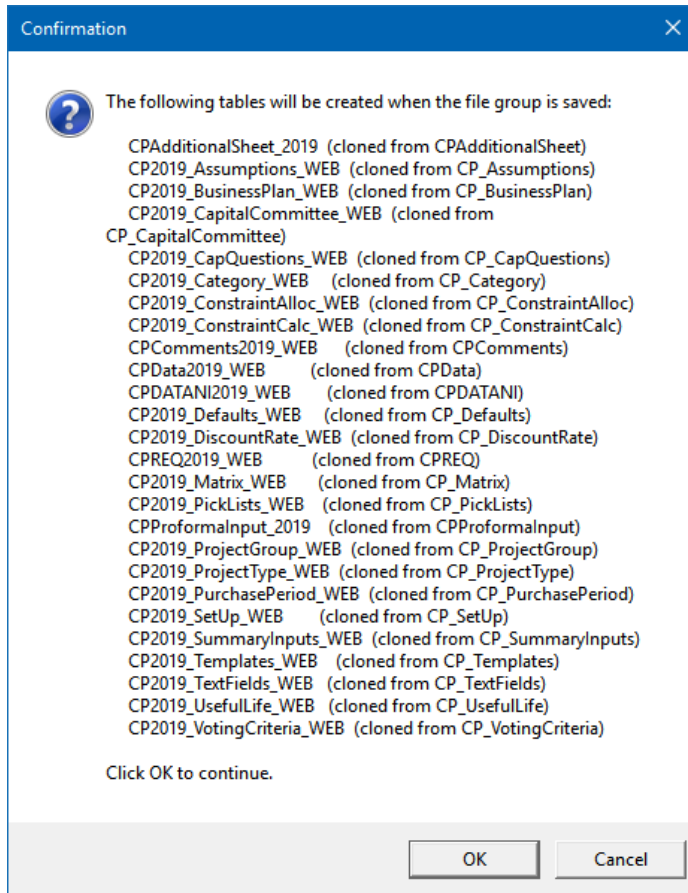 Confirmation
The following tables will be created when the file group is saved:
CPAdditionalSheet_2019 (cloned from CPAdditionalSheet)
CP2019_Assumptions_WEB (cloned from CP_Assumptions)
CP2019_BusinessPlan_WEB (cloned from CP_BusinessPlan)
CP2019_CapitalCommittee_WEB (cloned from
CP_CapitalCommittee)
CP2019_CapQuestions_WEB (cloned from CP_CapQuestions)
CP2019_Category_WEB (cloned from CP_Category)
CP2019_ConstraintAlloc_WEB (cloned from CP_ConstraintAlloc)
CP2019_ConstraintCalc_WEB (cloned from CP_ConstraintCalc)
CPComments2019_WEB (cloned from CPComments)
CPData2019_WEB (cloned from CPData)
CPDATANI2019_WEB (cloned from CPDATANI)
CP2019_Defaults_WEB (cloned from CP_Defaults)
CP2019_DiscountRate_WEB (cloned from CP_DiscountRate)
CPREQ2019_WEB (cloned from CPREQ)
CP2019_Matrix_WEB (cloned from CP_Matrix)
CP2019_PickLists_WEB (cloned from CP_PickLists)
CPProformaInput_2019 (cloned from CPProformaInput)
CP2019_ProjectGroup_WEB (cloned from CP_ProjectGroup)
CP2019_ProjectType_WEB (cloned from CP_ProjectType)
CP2019_PurchasePeriod_WEB (cloned from CP_PurchasePeriod)
CP2019_SetUp_WEB (cloned from CP_SetUp)
CP2019_SummaryInputs_WEB (cloned from CP_SummaryInputs)
CP2019_Templates_WEB (cloned from CP_Templates)
CP2019_TextFields_WEB (cloned from CP_TextFields)
CP2019_UsefulLife_WEB (cloned from CP_UsefulLife)
CP2019_VotingCriteria_WEB (cloned from CP_VotingCriteria)
Click OK to continue.
OK Cancel